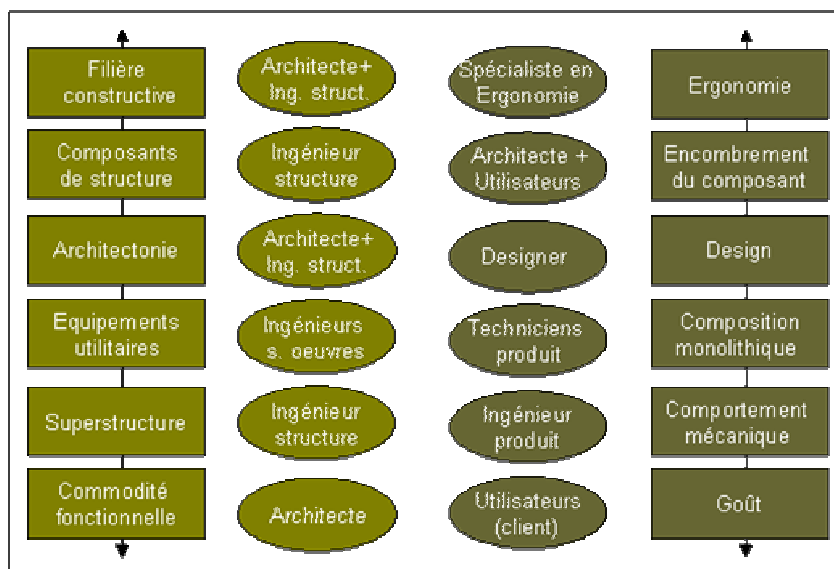 Filière
constructive
Architecte+
Ing. struct.
Spécialiste en
Ergonomie
Ergonomie
Composants
de structure
Ingénieur
structure
Architecte +
Utilisateurs
Encombrement
du composant
Architectonie
Architecte+
Ing. struct.
Designer
Design
Equipements
utilitaires
Ingénieurs
s. oeuvres
Techniciens
produit
Composition
monolithique
Superstructure
Ingénieur
structure
Ingénieur
produit
Comportement
mécanique
Commodité
fonctionnelle
Architecte
Utilisateurs
(client)
Goût